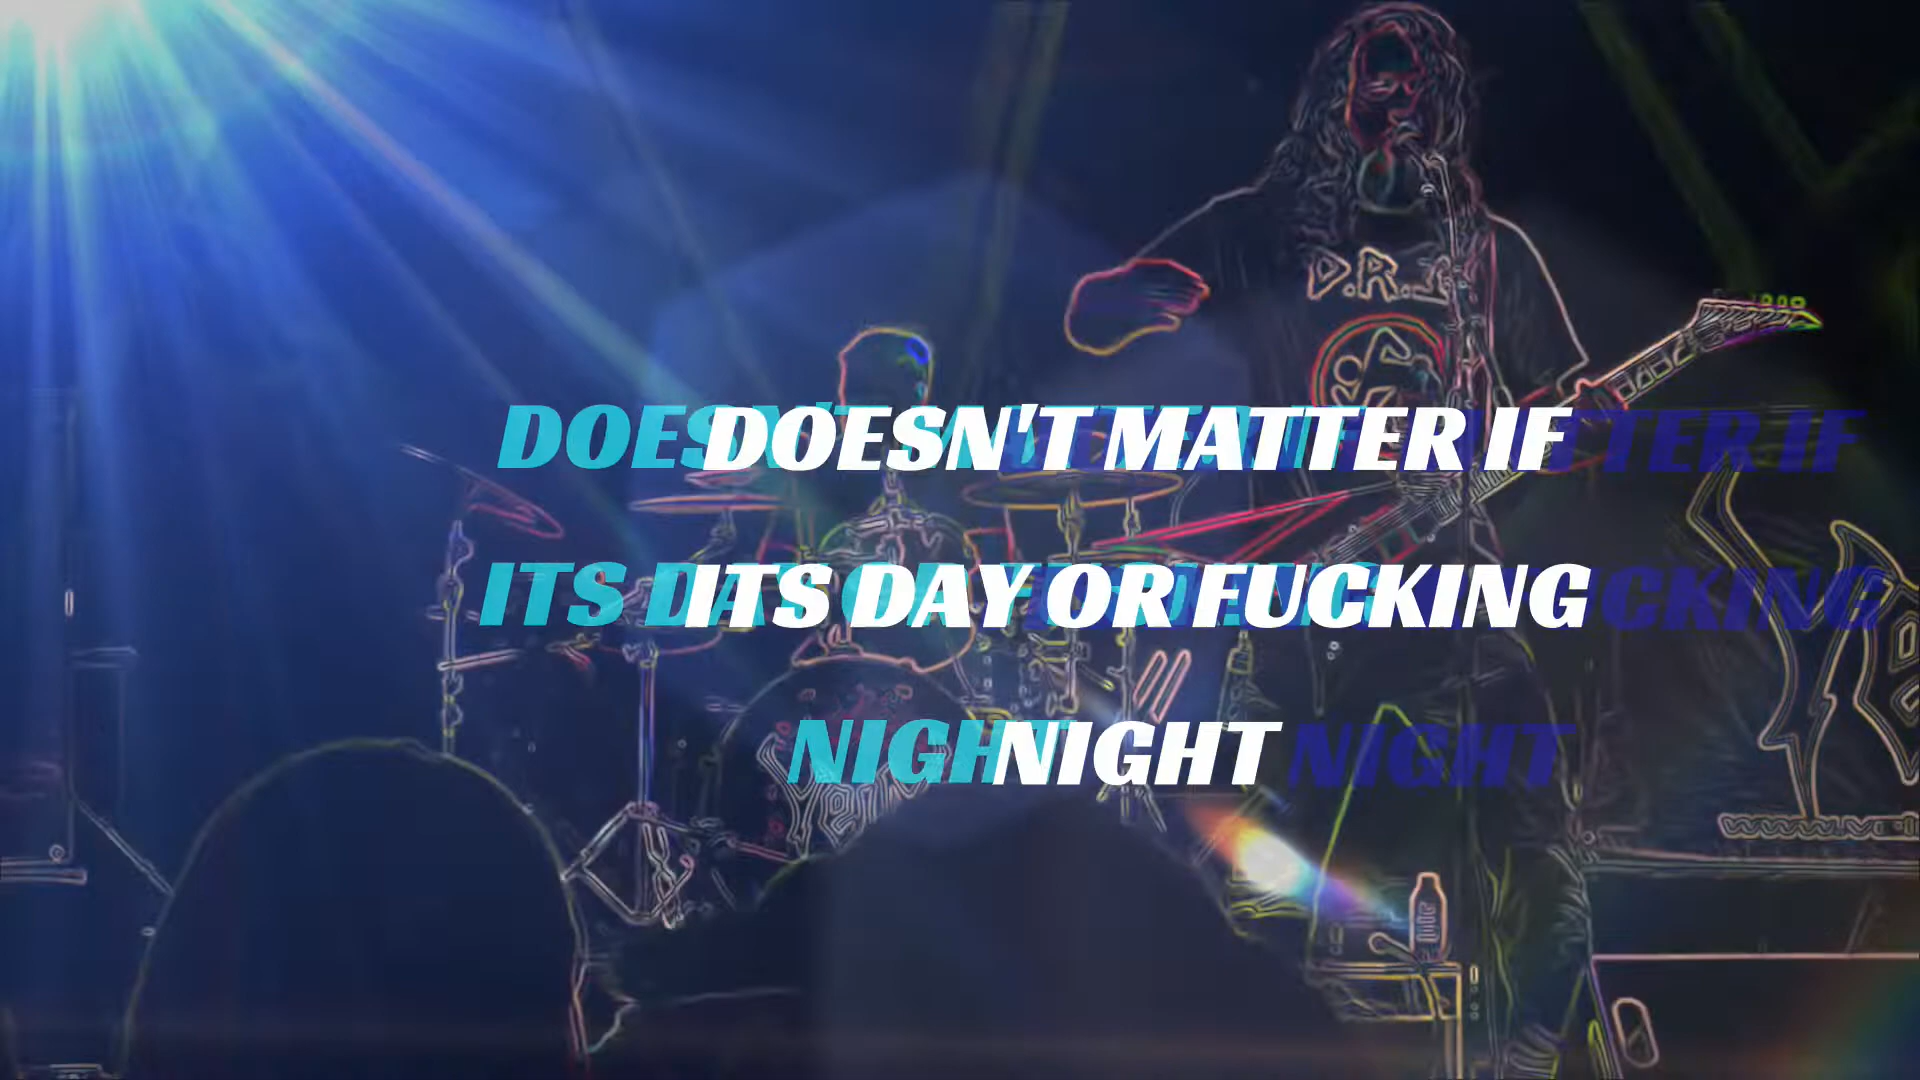 D.R.
DOESN'T MATTER IF
ITS DAY OR FUCKING
NIGHT